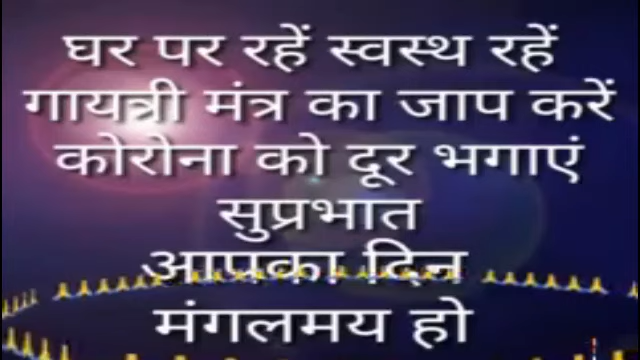 घर पर रहें स्वस्थ रहें
गायत्री मंत्र का जाप करें
कोरोना को दूर भगाएं
सुप्रभात
आपका दिन
मंगलमय हो